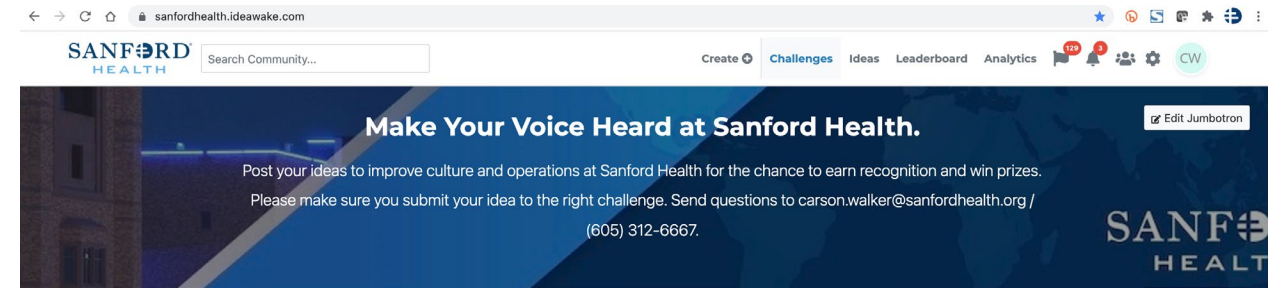 sanfordhealth.ideawake.com
SANFORD
HEALTH
Search Community...
Create
Challenges
Ideas
Leaderboard
Analytics
129
3
CW
Make Your Voice Heard at Sanford Health.
Edit Jumbotron
Post your ideas to improve culture and operations at Sanford Health for the chance to earn recognition and win prizes.
Please make sure you submit your idea to the right challenge. Send questions to carson.walker@sanfordhealth.org /
(605) 312-6667.
SANF
HEALT